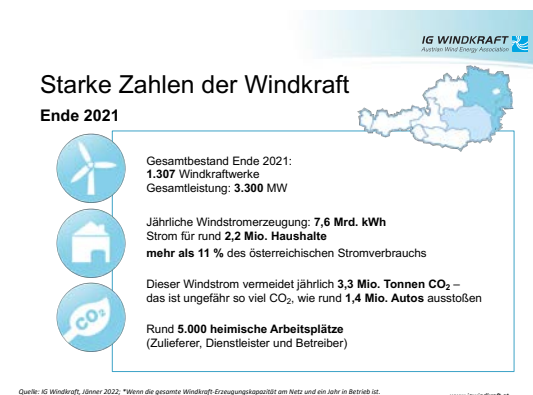 IG WINDKRAFT
Austrian Wind Energy Association
Starke Zahlen der Windkraft
Ende 2021
Gesamtbestand Ende 2021:
1.307 Windkraftwerke
Gesamtleistung: 3.300 MW
Jährliche Windstromerzeugung: 7,6 Mrd. kWh
Strom für rund 2,2 Mio. Haushalte
mehr als 11 % des österreichischen Stromverbrauchs
Dieser Windstrom vermeidet jährlich 3,3 Mio. Tonnen CO₂ –
das ist ungefähr so viel CO₂, wie rund 1,4 Mio. Autos ausstoßen
CO₂
Rund 5.000 heimische Arbeitsplätze
(Zulieferer, Dienstleister und Betreiber)
Quelle: IG Windkraft, Jänner 2022; *Wenn die gesamte Windkraft-Erzeugungskapazität am Netz und ein Jahr in Betrieb ist.